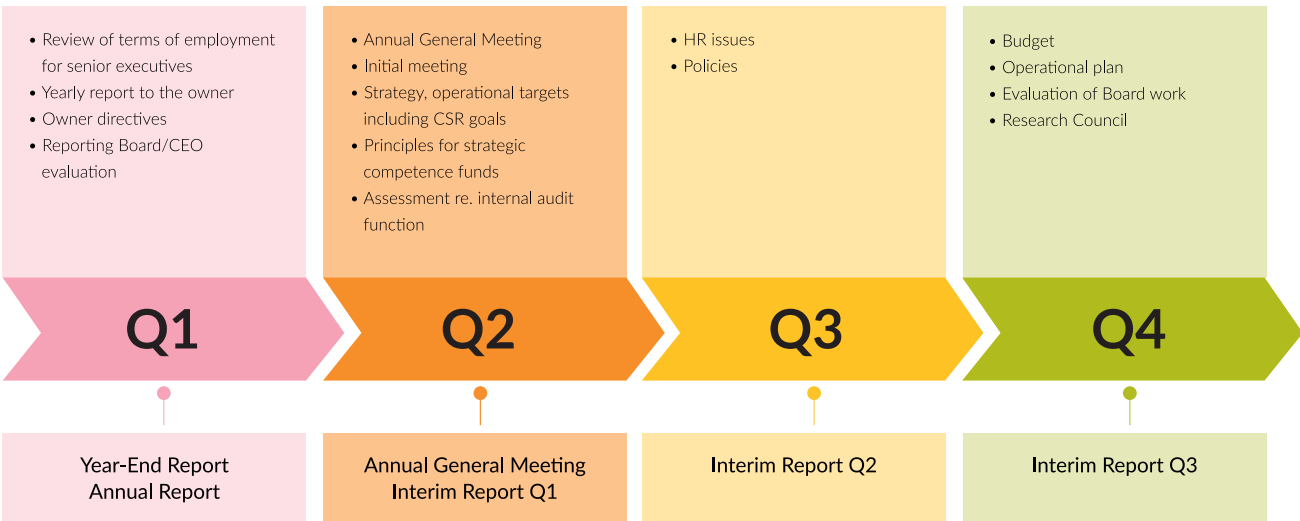 • Review of terms of employment
for senior executives
• Yearly report to the owner
• Owner directives
• Reporting Board/CEO
evaluation
• Annual General Meeting
• Initial meeting
• Strategy, operational targets
including CSR goals
• Principles for strategic
competence funds
• Assessment re. internal audit
function
• HR issues
• Policies
• Budget
• Operational plan
• Evaluation of Board work
• Research Council
Q1
Q2
Q3
Q4
Year-End Report
Annual Report
Annual General Meeting
Interim Report Q1
Interim Report Q2
Interim Report Q3